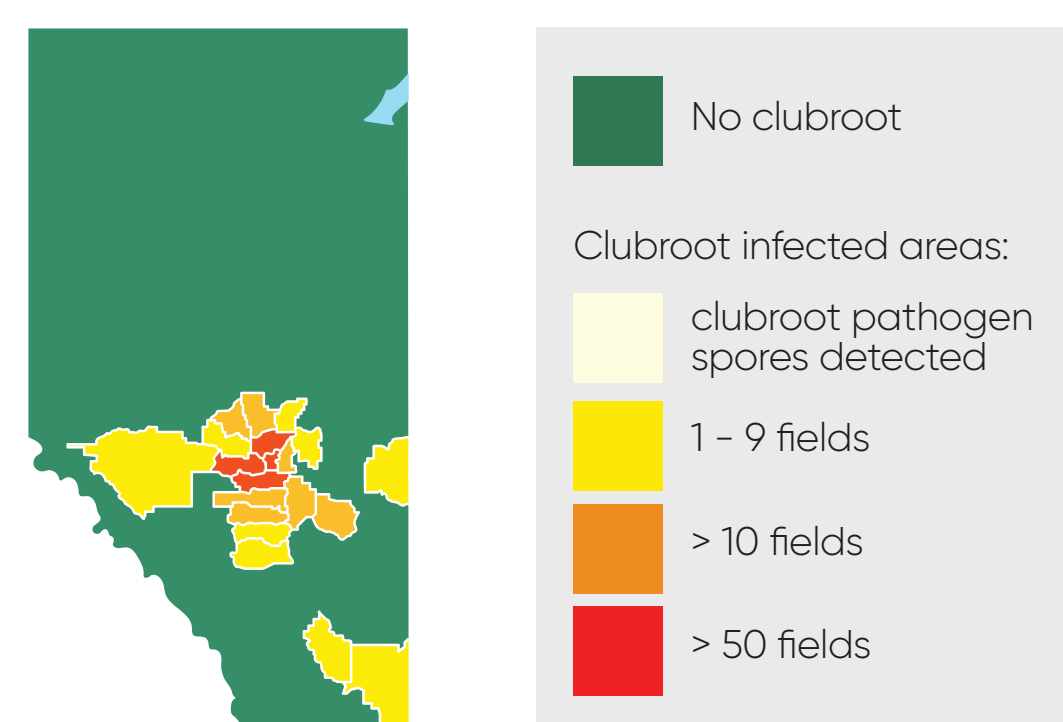 No clubroot
Clubroot infected areas:
clubroot pathogen
spores detected
1 - 9 fields
> 10 fields
> 50 fields